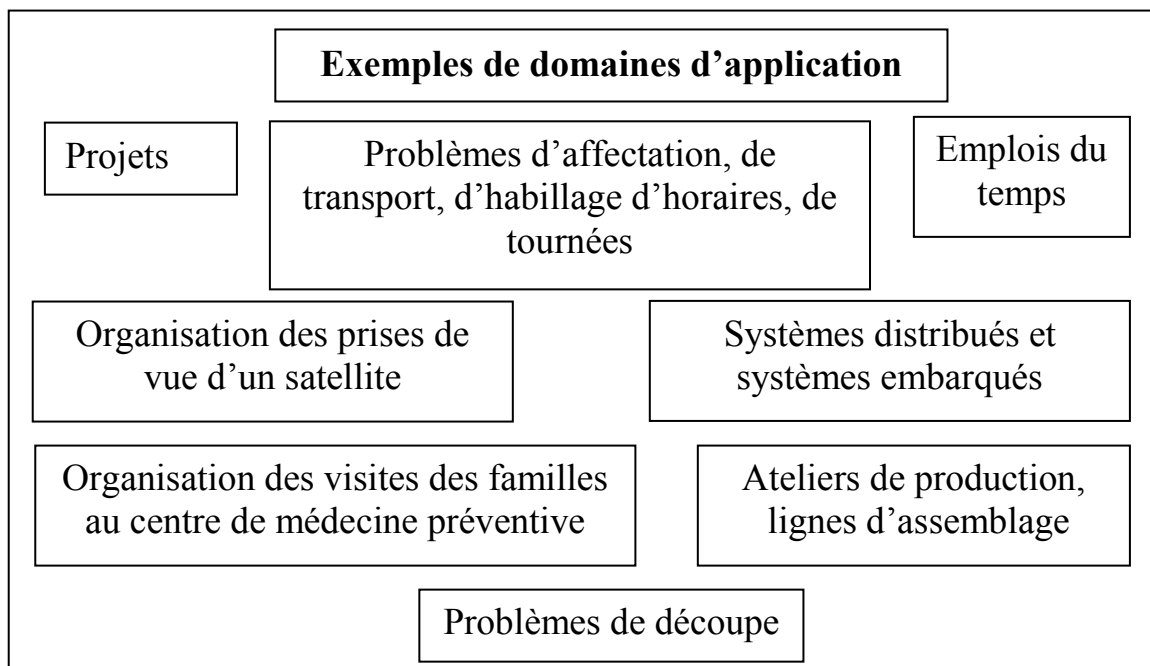 Exemples de domaines d’application
Projets
Problèmes d’affectation, de
transport, d’habillage d’horaires, de
tournées
Emplois du
temps
Organisation des prises de
vue d’un satellite
Systèmes distribués et
systèmes embarqués
Organisation des visites des familles
au centre de médecine préventive
Ateliers de production,
lignes d’assemblage
Problèmes de découpe